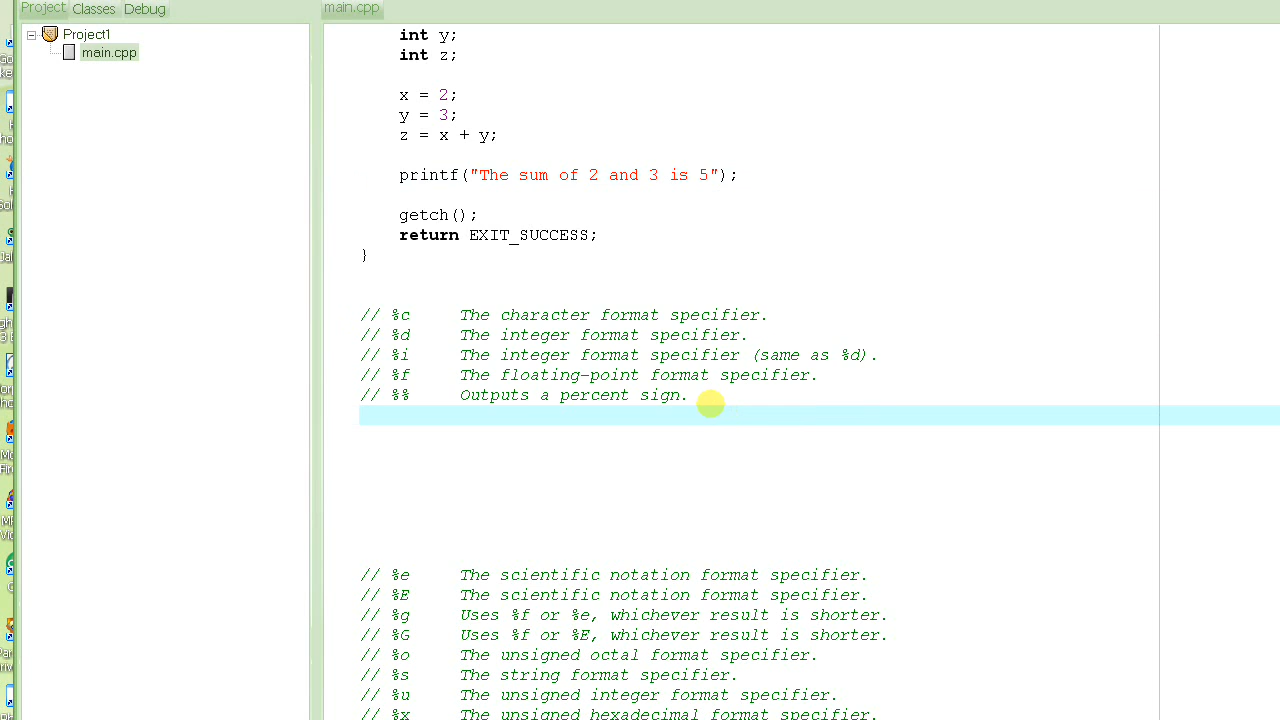 Project Classes Debug
main.cpp
Project1
main.cpp
int y;
int z;
x = 2;
y = 3;
z = x + y;
printf("The sum of 2 and 3 is 5");
getch();
return EXIT_SUCCESS;
}
// %c The character format specifier.
// %d The integer format specifier.
// %i The integer format specifier (same as %d).
// %f The floating-point format specifier.
// %% Outputs a percent sign.
// %e The scientific notation format specifier.
// %E The scientific notation format specifier.
// %g Uses %f or %e, whichever result is shorter.
// %G Uses %f or %E, whichever result is shorter.
// %o The unsigned octal format specifier.
// %s The string format specifier.
// %u The unsigned integer format specifier.
// %x The unsigned hexadecimal format specifier.